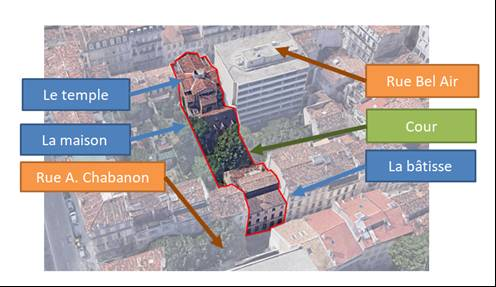 Le temple
Rue Bel Air
La maison
Cour
Rue A. Chabanon
La bâtisse